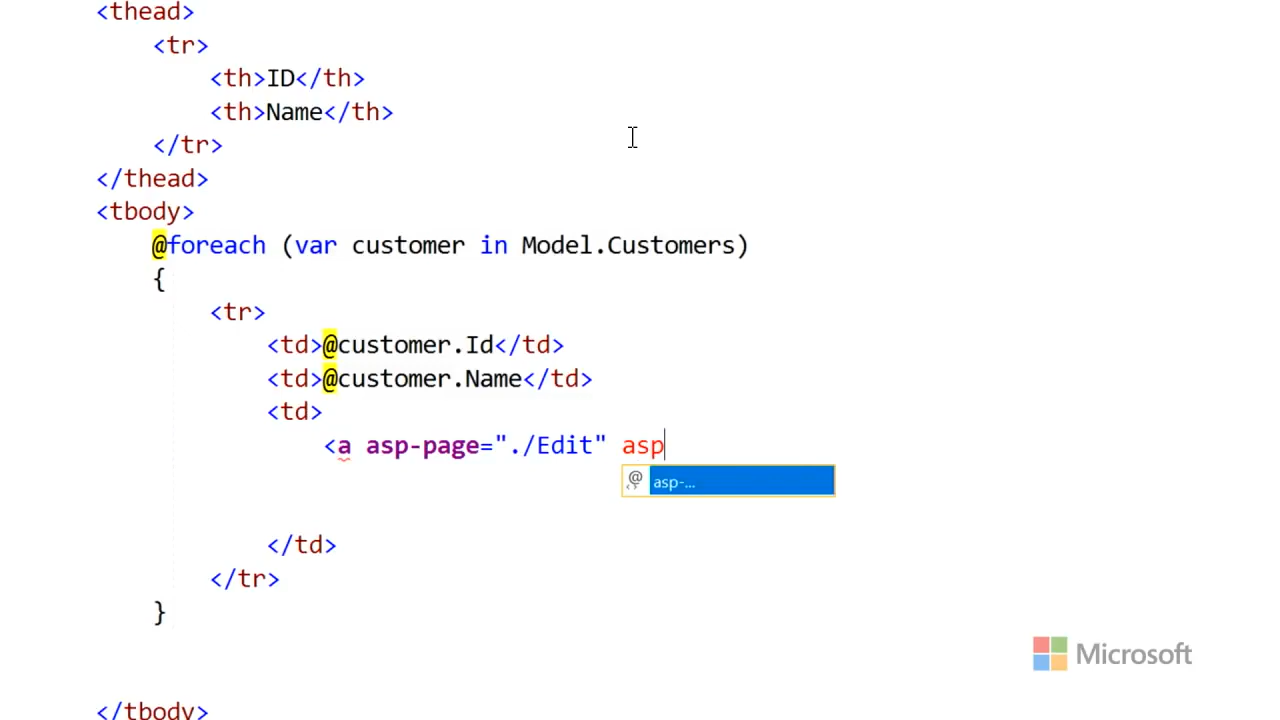 <thead>
<tr>
<th>ID</th>
<th>Name</th>
</tr>
</thead>
<tbody>
@foreach (var customer in Model.Customers)
{
<tr>
<td>@customer.Id</td>
<td>@customer.Name</td>
<td>
<a asp-page="./Edit" asp
asp-...
</td>
</tr>
}
Microsoft
</tbody>